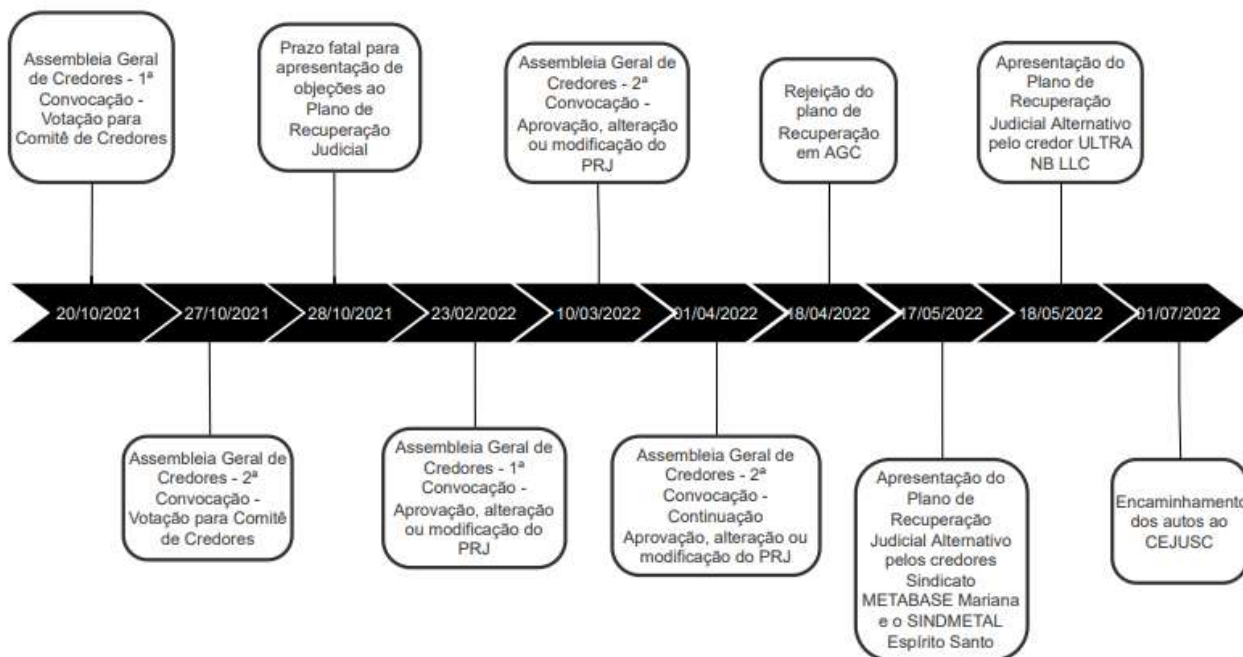 Assembleia Geral
de Credores - 1ª
Convocação -
Votação para
Comitê de Credores
Prazo fatal para
apresentação de
objeções ao
Plano de
Recuperação
Judicial
Assembleia Geral de
Credores - 2ª
Convocação -
Aprovação, alteração
ou modificação do
PRJ
Rejeição do
plano de
Recuperação
em AGC
Apresentação do
Plano de
Recuperação
Judicial Alternativo
pelo credor ULTRA
NB LLC
20/10/2021
27/10/2021
28/10/2021
23/02/2022
10/03/2022
01/04/2022
18/04/2022
17/05/2022
18/05/2022
01/07/2022
Assembleia Geral de
Credores - 2ª
Convocação -
Votação para Comitê
de Credores
Assembleia Geral de
Credores - 1ª
Convocação -
Aprovação, alteração
ou modificação do
PRJ
Assembleia Geral de
Credores - 2ª
Convocação -
Continuação
Aprovação, alteração ou
modificação do PRJ
Apresentação do
Plano de
Recuperação
Judicial Alternativo
pelos credores
Sindicato
METABASE Mariana
e o SINDMETAL
Espírito Santo
Encaminhamento
dos autos ao
CEJUSC